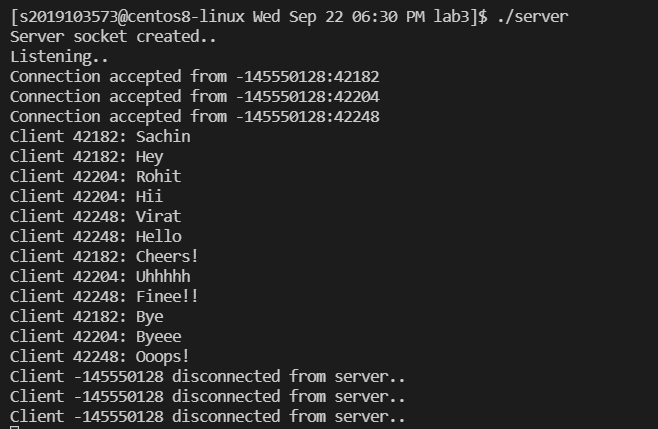 [s2019103573@centos8-linux Wed Sep 22 06:30 PM lab3]$ ./server
Server socket created..
Listening..
Connection accepted from -145550128:42182
Connection accepted from -145550128:42204
Connection accepted from -145550128:42248
Client 42182: Sachin
Client 42182: Hey
Client 42204: Rohit
Client 42204: Hii
Client 42248: Virat
Client 42248: Hello
Client 42182: Cheers!
Client 42204: Uhhhhh
Client 42248: Finee!!
Client 42182: Bye
Client 42204: Byeee
Client 42248: Ooops!
Client -145550128 disconnected from server..
Client -145550128 disconnected from server..
Client -145550128 disconnected from server..